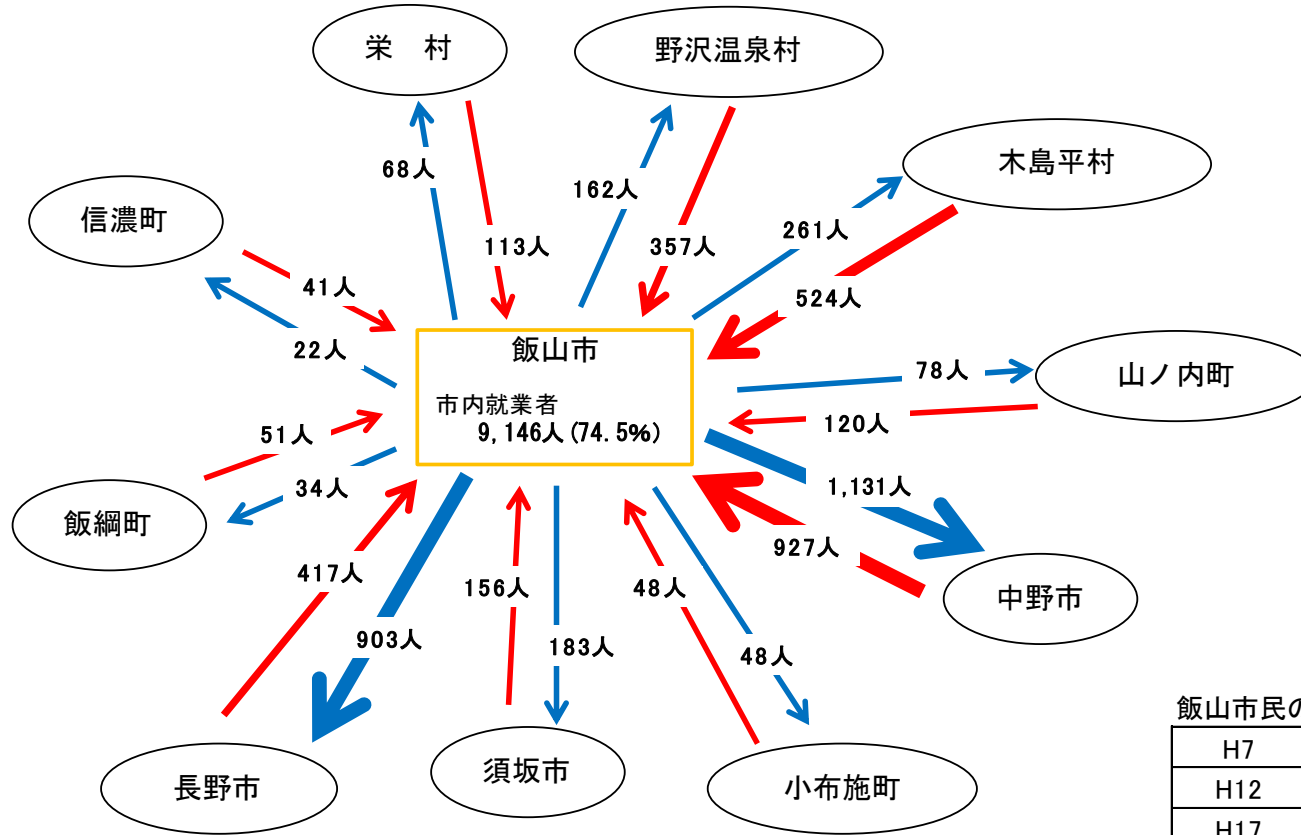 栄　村
野沢温泉村
木島平村
信濃町
68人
162人
261人
113人
357人
41人
524人
22人
飯山市
市内就業者
9,146人(74.5%)
78人
山ノ内町
120人
51人
34人
1,131人
飯綱町
927人
417人
156人
48人
中野市
903人
183人
48人
長野市
須坂市
小布施町
飯山市民の
H7
H12
H17